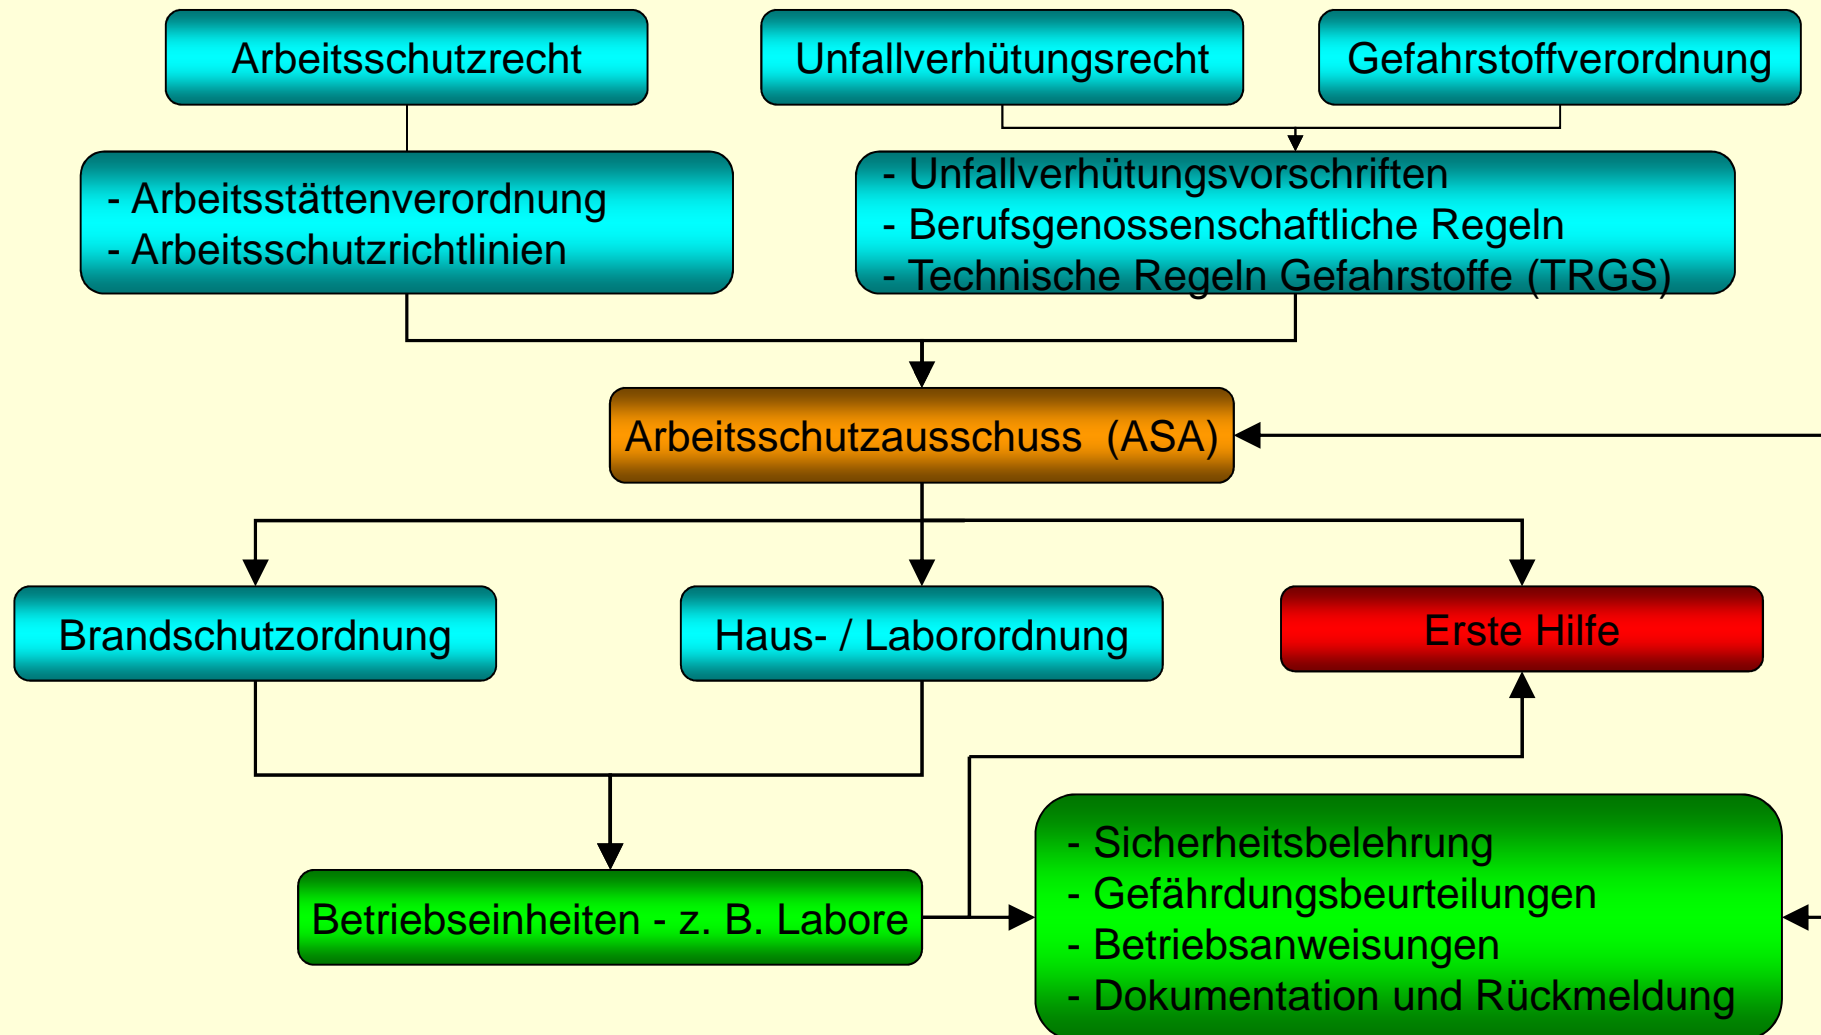 Arbeitsschutzrecht
Unfallverhütungsrecht
Gefahrstoffverordnung
- Arbeitsstättenverordnung
- Arbeitsschutzrichtlinien
- Unfallverhütungsvorschriften
- Berufsgenossenschaftliche Regeln
- Technische Regeln Gefahrstoffe (TRGS)
Arbeitsschutzausschuss  (ASA)
Brandschutzordnung
Haus- / Laborordnung
Erste Hilfe
Betriebseinheiten - z. B. Labore
- Sicherheitsbelehrung
- Gefährdungsbeurteilungen
- Betriebsanweisungen
- Dokumentation und Rückmeldung